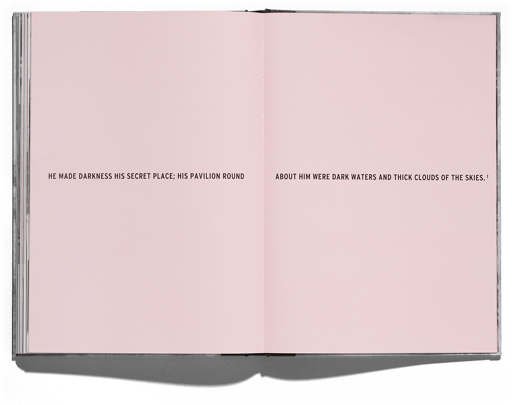 HE MADE DARKNESS HIS SECRET PLACE; HIS PAVILION ROUND
ABOUT HIM WERE DARK WATERS AND THICK CLOUDS OF THE SKIES.¹